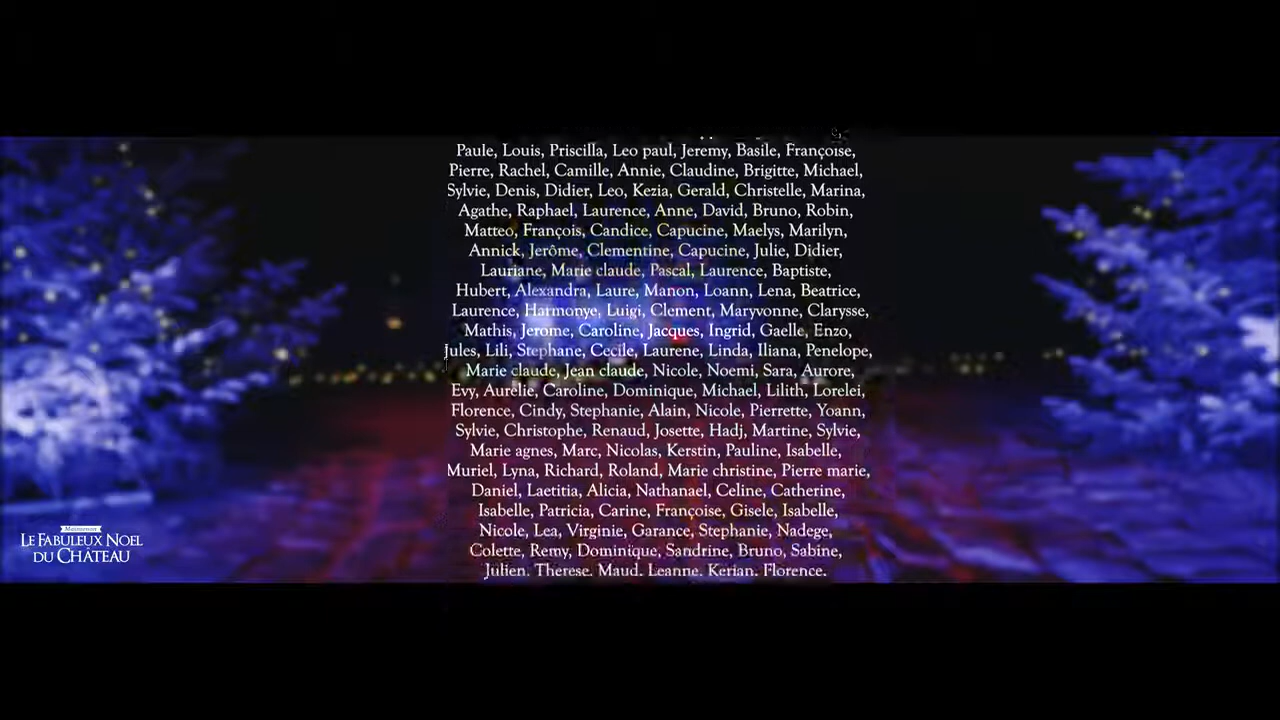 Paule, Louis, Priscilla, Leo paul, Jeremy, Basile, Françoise,
Pierre, Rachel, Camille, Annie, Claudine, Brigitte, Michael,
Sylvie, Denis, Didier, Leo, Kezia, Gerald, Christelle, Marina,
Agathe, Raphael, Laurence, Anne, David, Bruno, Robin,
Matteo, François, Candice, Capucine, Maelys, Marilyn,
Annick, Jerôme, Clementine, Capucine, Julie, Didier,
Lauriane, Marie claude, Pascal, Laurence, Baptiste,
Hubert, Alexandra, Laure, Manon, Loann, Lena, Beatrice,
Laurence, Harmonye, Luigi, Clement, Maryvonne, Clarysse,
Mathis, Jerome, Caroline, Jacques, Ingrid, Gaelle, Enzo,
Jules, Lili, Stephane, Cecile, Laurene, Linda, Iliana, Penelope,
Marie claude, Jean claude, Nicole, Noemi, Sara, Aurore,
Evy, Aurelie, Caroline, Dominique, Michael, Lilith, Lorelei,
Florence, Cindy, Stephanie, Alain, Nicole, Pierrette, Yoann,
Sylvie, Christophe, Renaud, Josette, Hadj, Martine, Sylvie,
Marie agnes, Marc, Nicolas, Kerstin, Pauline, Isabelle,
Muriel, Lyna, Richard, Roland, Marie christine, Pierre marie,
Daniel, Laetitia, Alicia, Nathanael, Celine, Catherine,
Isabelle, Patricia, Carine, Françoise, Gisele, Isabelle,
Nicole, Lea, Virginie, Garance, Stephanie, Nadege,
Colette, Remy, Dominique, Sandrine, Bruno, Sabine,
Julien, Therese, Maud, Leanne, Kerian, Florence,
Maintenon
LE FABULEUX NOEL
DU CHÂTEAU